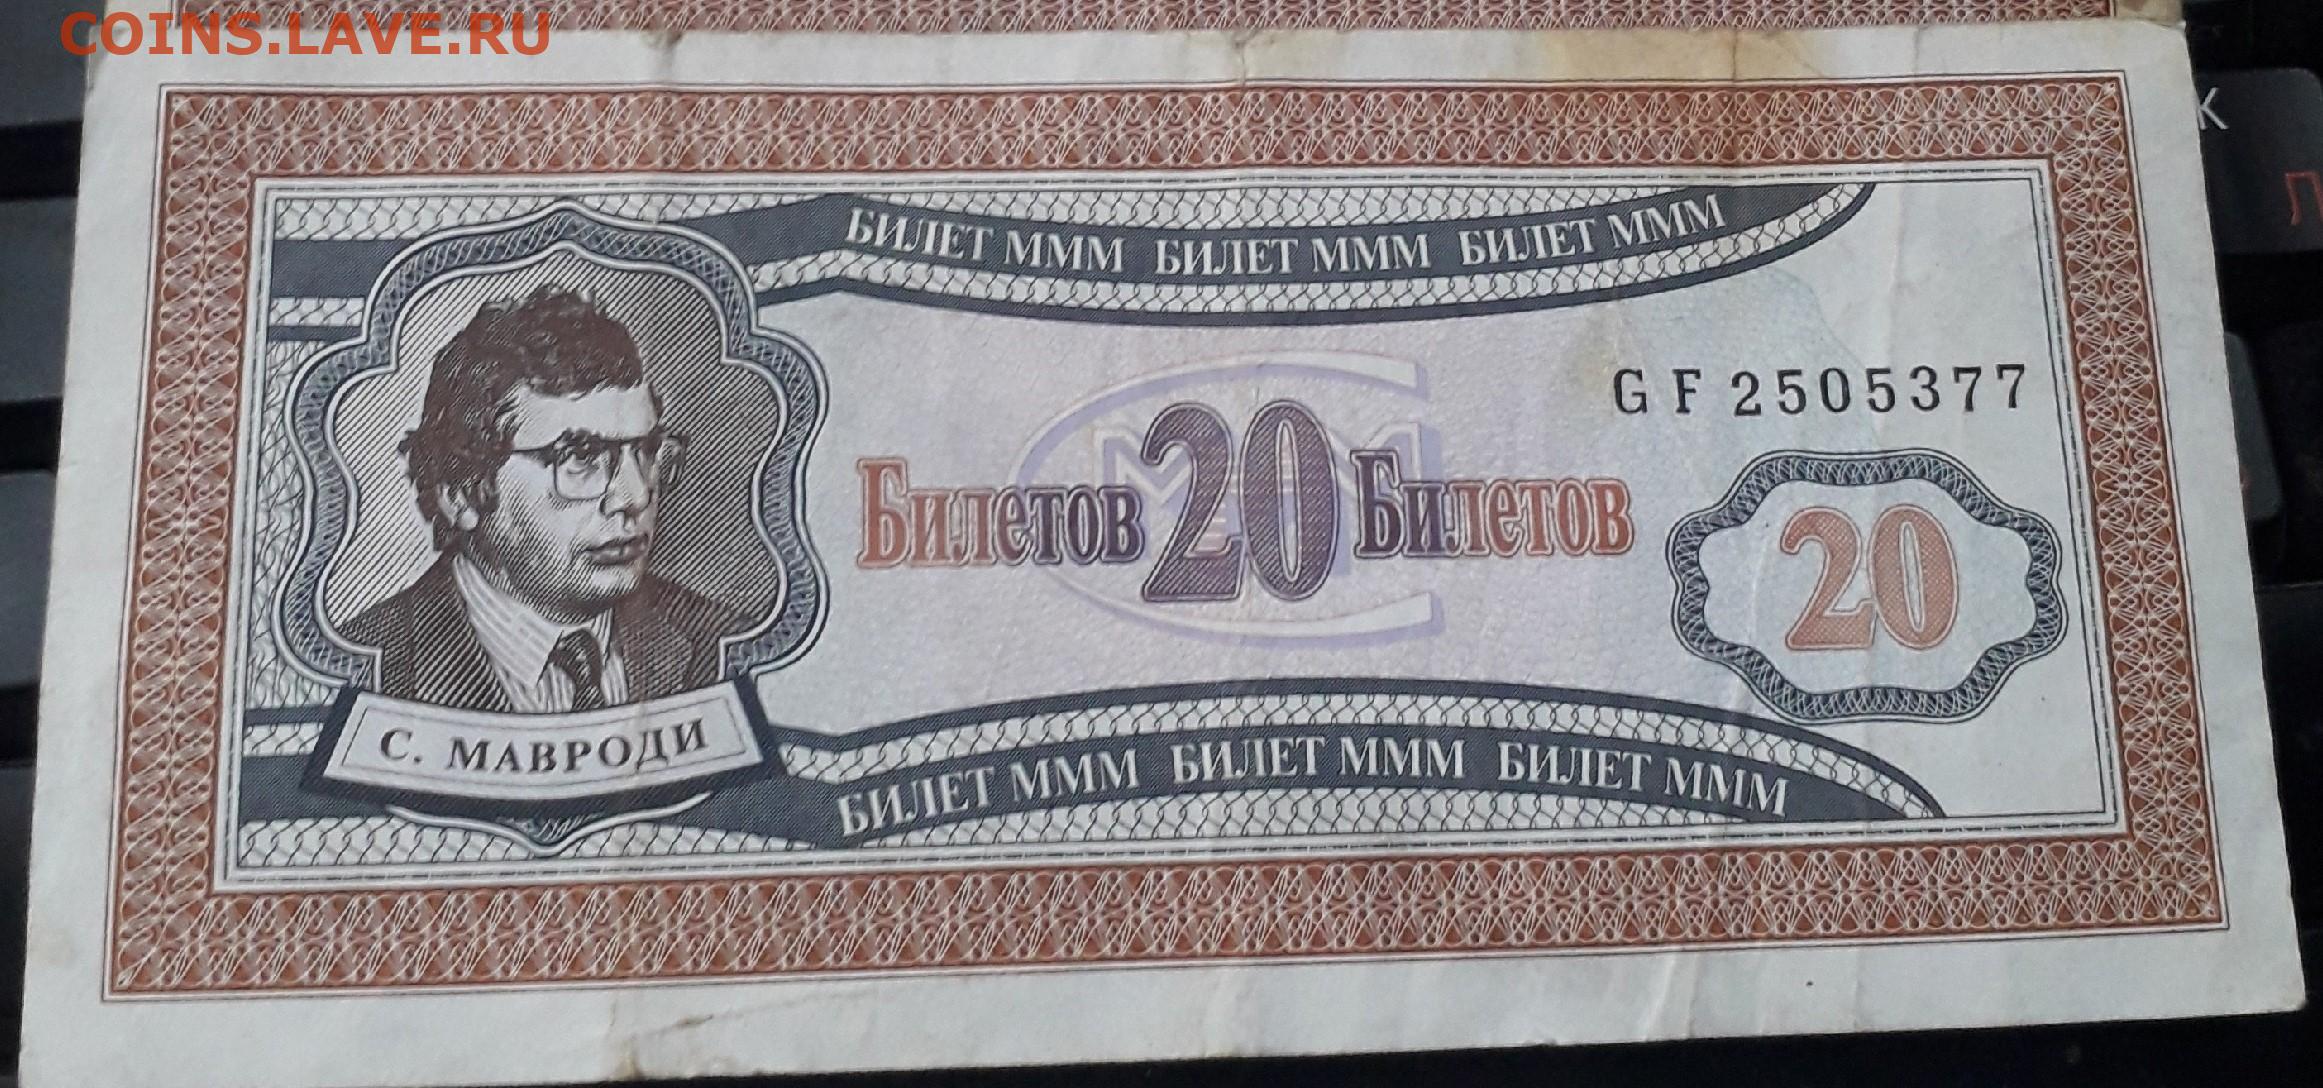 COINS.LAVE.RU
БИЛЕТ МММ БИЛЕТ МММ БИЛЕТ МММ
GF 2505377
Билетов 20 Билетов
МММ
20
С. МАВРОДИ
БИЛЕТ МММ БИЛЕТ МММ БИЛЕТ МММ
K
Л